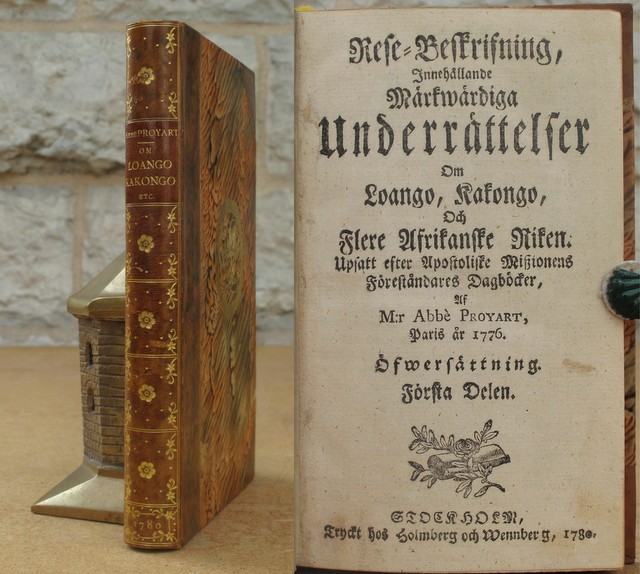 Abbé PROYART
OM
LOANGO
KAKONGO
ETC.
1780
Rese-Beskrifning,
Innehållande
Märkwärdiga
Underrättelser
Om
Loango, Kakongo,
Och
Flere Afrikanske Riken.
Upsatt efter Apostoliske Mißionens
Föreståndares Dagböcker,
Af
M:r Abbè PROYART,
Paris år 1776.
Öfwersättning.
Första Delen.
STOCKHOLM,
Tryckt hos Holmberg och Wennberg, 1780.